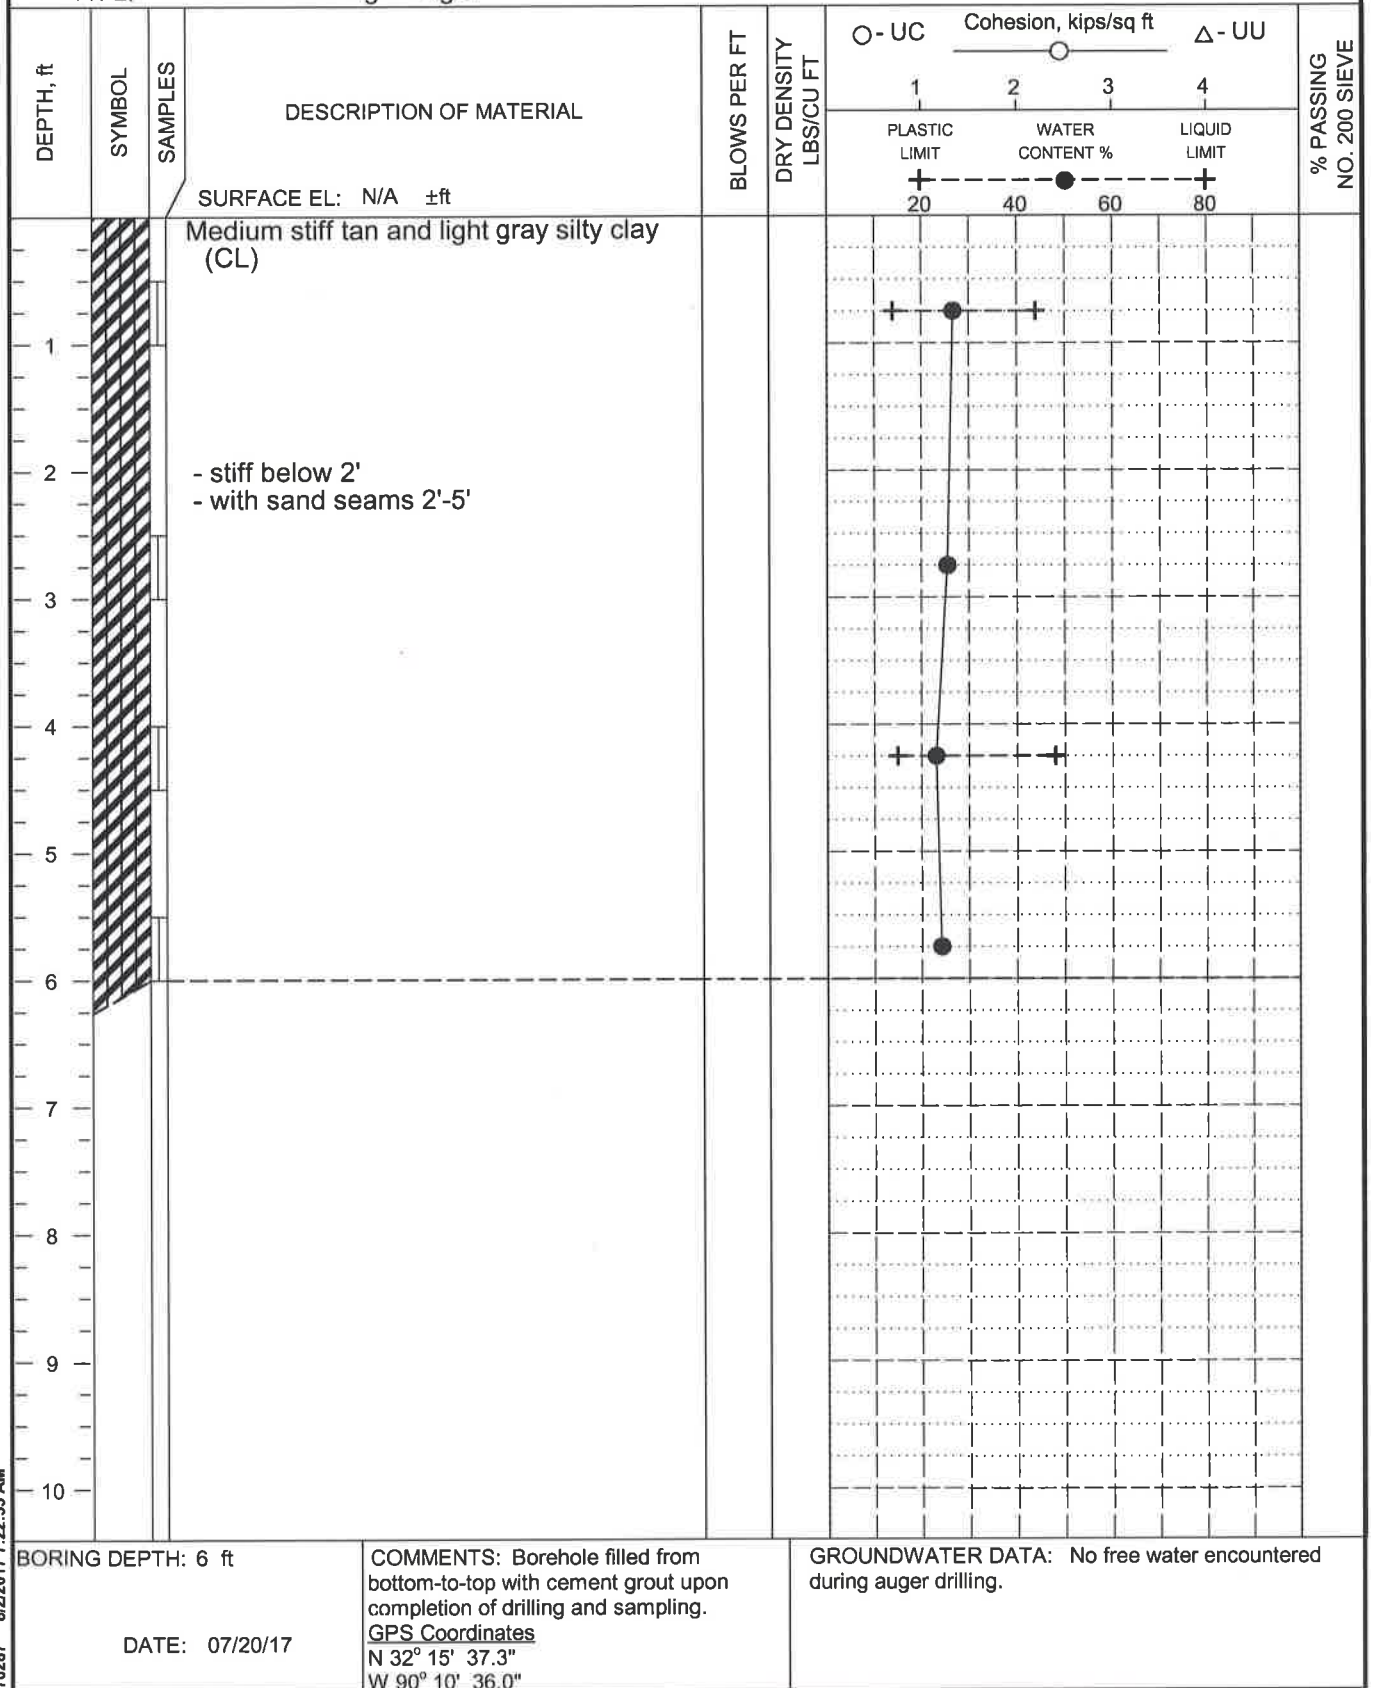 DEPTH, ft
SYMBOL
SAMPLES
DESCRIPTION OF MATERIAL
SURFACE EL: N/A ±ft
BLOWS PER FT
DRY DENSITY
LBS/CU FT
O - UC Cohesion, kips/sq ft △ - UU
1 2 3 4
PLASTIC LIMIT
WATER CONTENT %
LIQUID LIMIT
20 40 60 80
% PASSING
NO. 200 SIEVE
Medium stiff tan and light gray silty clay
(CL)
1
2
- stiff below 2'
- with sand seams 2'-5'
3
4
5
6
7
8
9
10
BORING DEPTH: 6 ft
DATE: 07/20/17
COMMENTS: Borehole filled from
bottom-to-top with cement grout upon
completion of drilling and sampling.
GPS Coordinates
N 32° 15' 37.3"
W 90° 10' 36.0"
GROUNDWATER DATA: No free water encountered
during auger drilling.